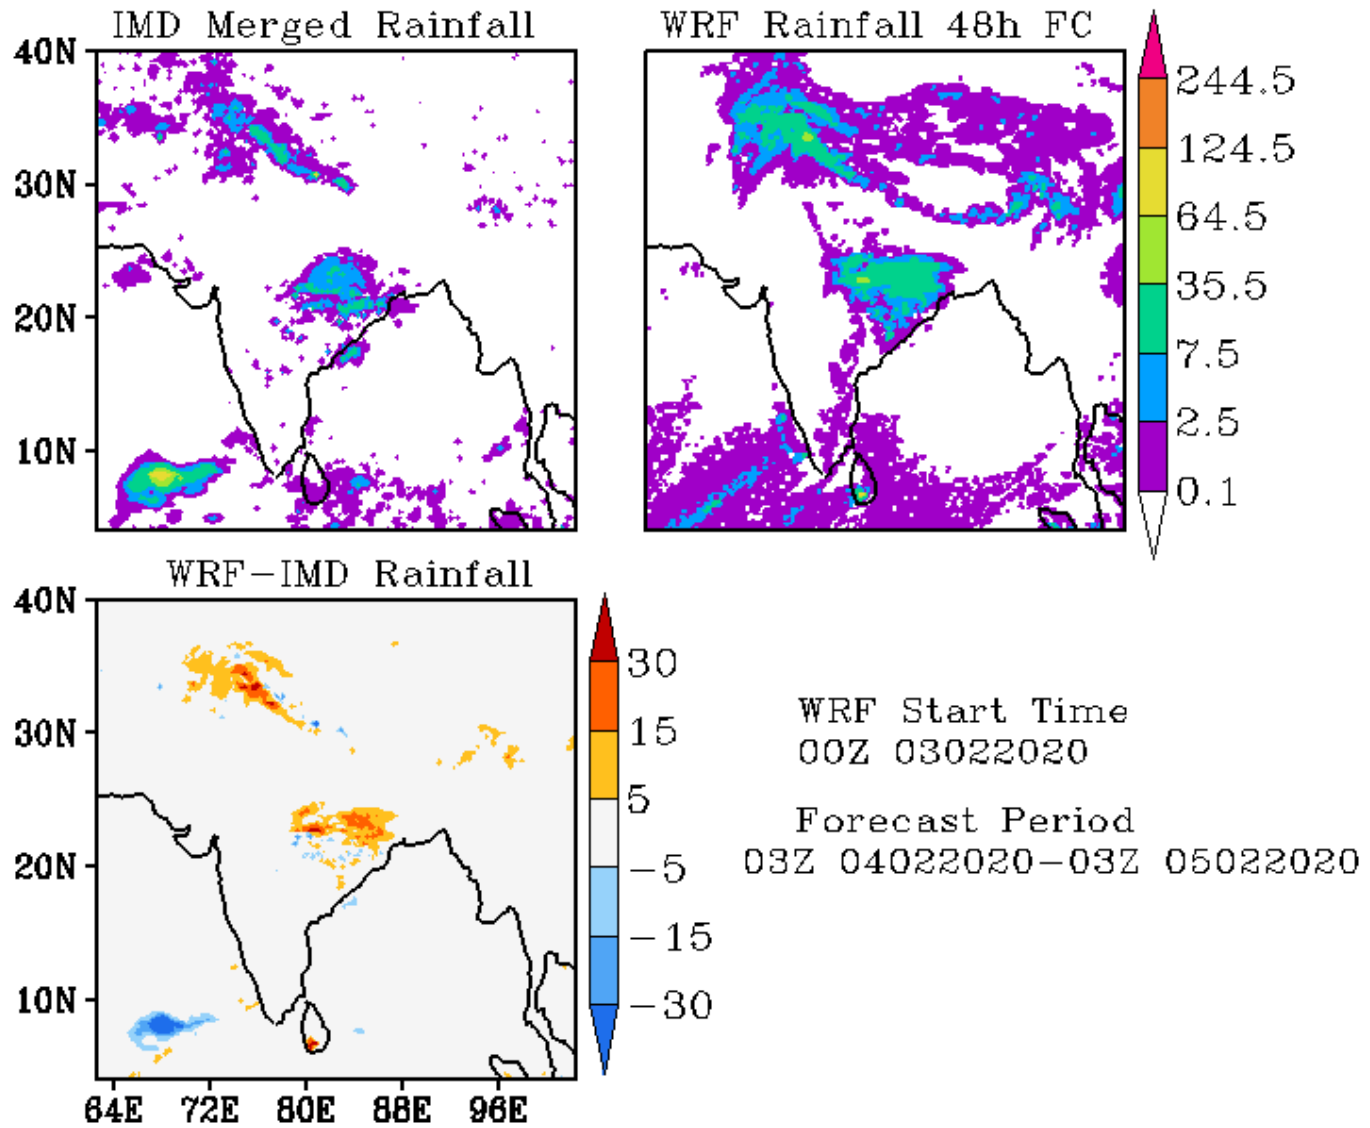 IMD Merged Rainfall
WRF Rainfall 48h FC
40N
30N
20N
10N
244.5
124.5
64.5
35.5
7.5
2.5
0.1
WRF-IMD Rainfall
40N
30N
20N
10N
64E 72E 80E 88E 96E
30
15
5
-5
-15
-30
WRF Start Time
00Z 03022020
Forecast Period
03Z 04022020-03Z 05022020